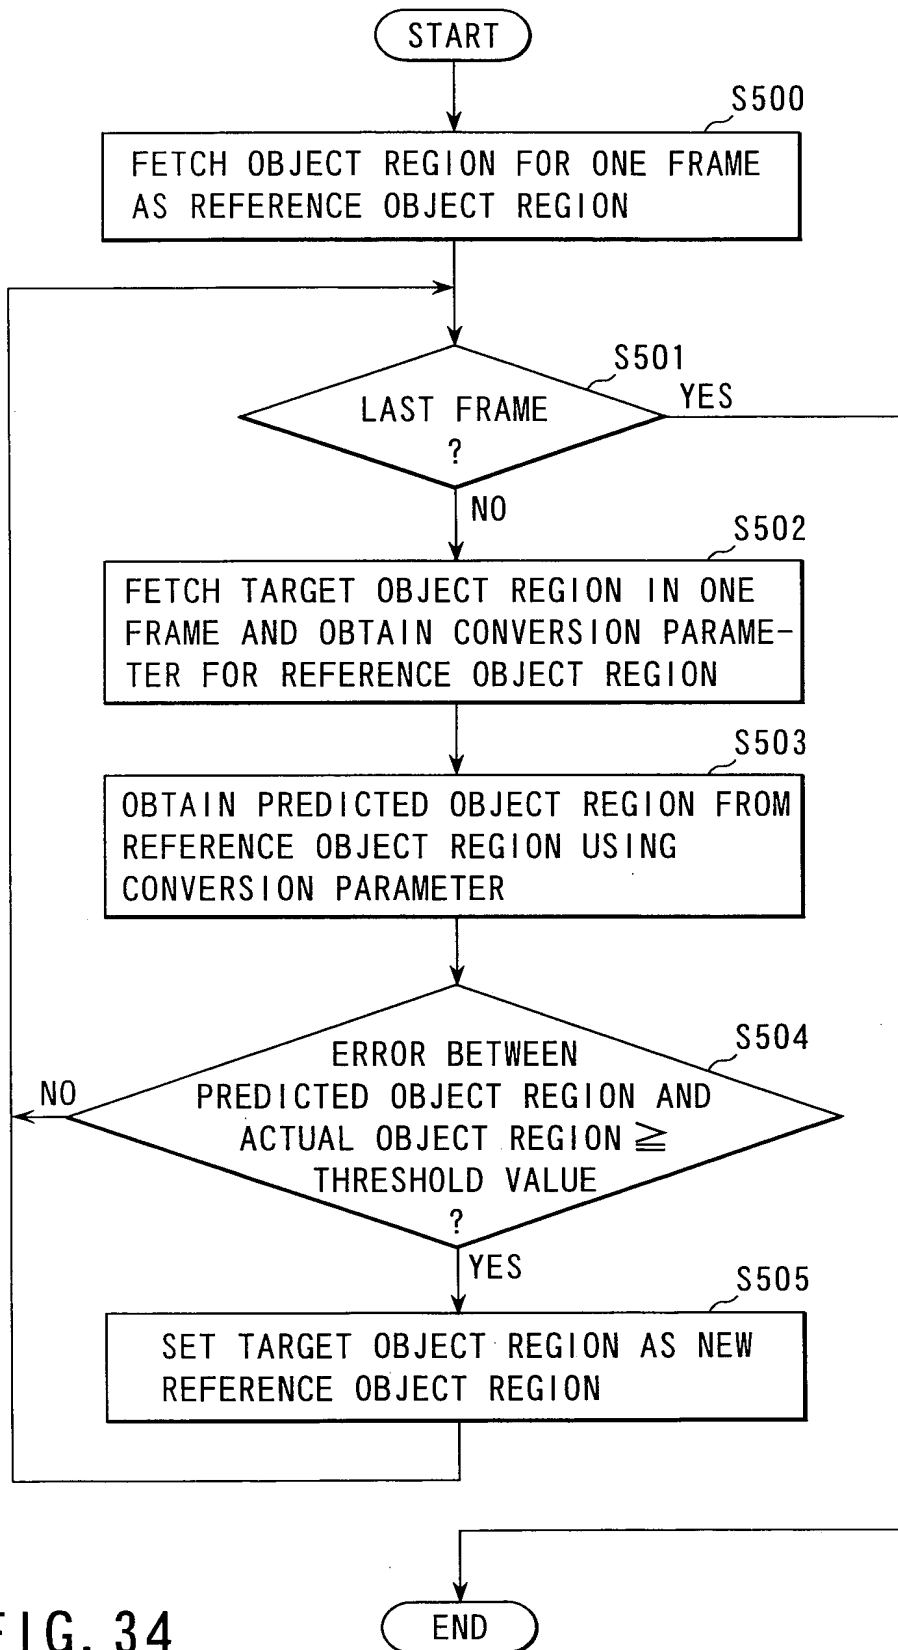 START
S500
FETCH OBJECT REGION FOR ONE FRAME
AS REFERENCE OBJECT REGION
S501
YES
LAST FRAME
?
NO
S502
FETCH TARGET OBJECT REGION IN ONE
FRAME AND OBTAIN CONVERSION PARAME-
TER FOR REFERENCE OBJECT REGION
S503
OBTAIN PREDICTED OBJECT REGION FROM
REFERENCE OBJECT REGION USING
CONVERSION PARAMETER
S504
NO
ERROR BETWEEN
PREDICTED OBJECT REGION AND
ACTUAL OBJECT REGION ≧
THRESHOLD VALUE
?
YES
S505
SET TARGET OBJECT REGION AS NEW
REFERENCE OBJECT REGION
END
FIG. 34